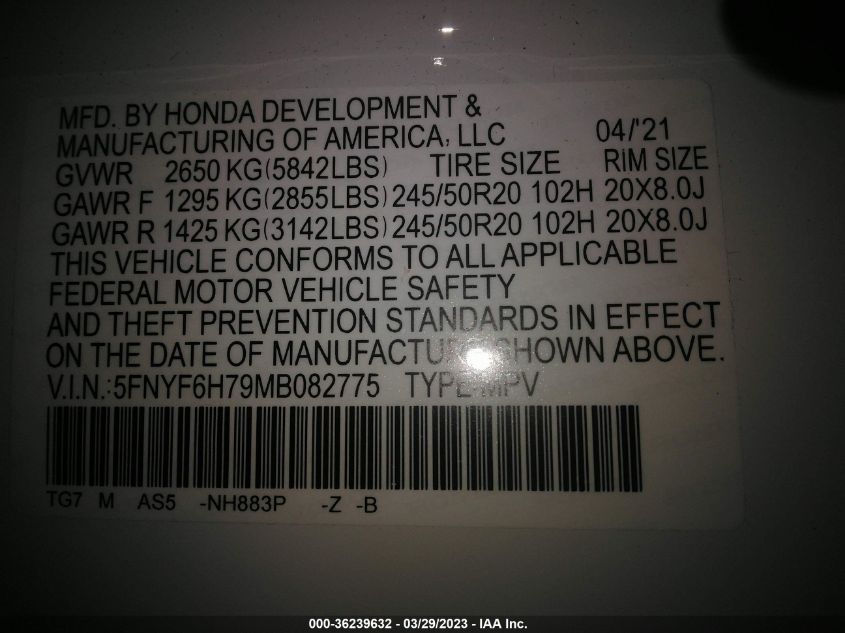 MFD. BY HONDA DEVELOPMENT &
MANUFACTURING OF AMERICA, LLC 04/'21
GVWR 2650 KG(5842LBS) TIRE SIZE RIM SIZE
GAWR F 1295 KG(2855LBS) 245/50R20 102H 20X8.0J
GAWR R 1425 KG(3142LBS) 245/50R20 102H 20X8.0J
THIS VEHICLE CONFORMS TO ALL APPLICABLE
FEDERAL MOTOR VEHICLE SAFETY
AND THEFT PREVENTION STANDARDS IN EFFECT
ON THE DATE OF MANUFACTURE SHOWN ABOVE.
V.I.N.:5FNYF6H79MB082775 TYPE:MPV
TG7 M AS5 -NH883P -Z -B
000-36239632 - 03/29/2023 - IAA Inc.